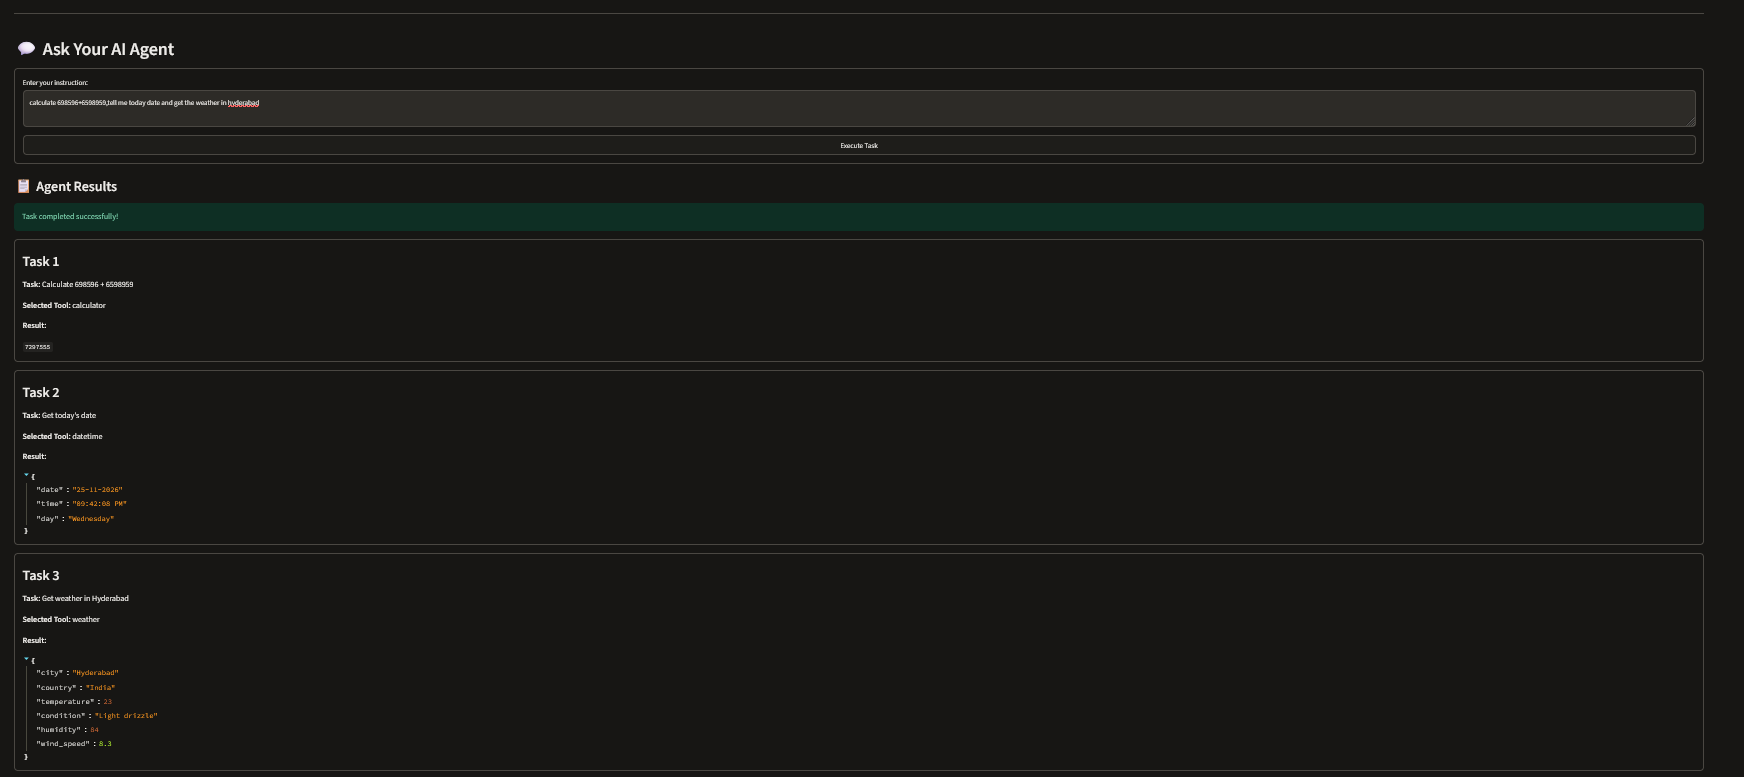 💬 Ask Your AI Agent
Enter your instruction:
calculate 698596+6598959,tell me today date and get the weather in hyderabad
Execute Task
📋 Agent Results
Task completed successfully!
Task 1
Task: Calculate 698596 + 6598959
Selected Tool: calculator
Result:
7297555
Task 2
Task: Get today's date
Selected Tool: datetime
Result:
{
"date" : "25-11-2026"
"time" : "09:42:08 PM"
"day" : "Wednesday"
}
Task 3
Task: Get weather in Hyderabad
Selected Tool: weather
Result:
{
"city" : "Hyderabad"
"country" : "India"
"temperature" : 23
"condition" : "Light drizzle"
"humidity" : 84
"wind_speed" : 8.3
}